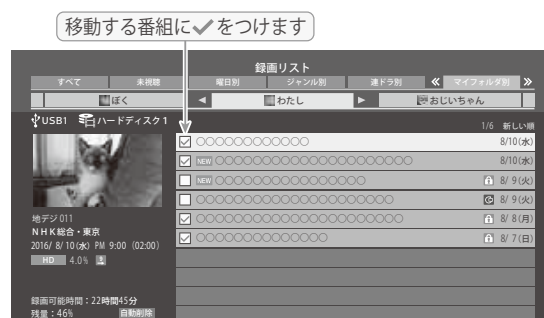 移動する番組に✓をつけます
録画リスト
すべて 未視聴 曜日別 ジャンル別 連ドラ別 ≪ マイフォルダ別 ≫
ぼく ◀ わたし ▶ おじいちゃん
USB1 ハードディスク1
1/6 新しい順
○○○○○○○○○○○○ 8/10(水)
NEW ○○○○○○○○○○○○○○○○○○○○○ 8/10(水)
NEW ○○○○○○○○○○○○○○○○ 8/ 9(火)
○○○○○○○○○○○○○○○○○○○○○ 8/ 9(火)
○○○○○○○○○○○○○○○○○○○○○○ 8/ 8(月)
○○○○○○○○○○○○○○ 8/ 7(日)
地デジ 011
NHK総合・東京
2016/ 8/ 10(水) PM 9:00 (02:00)
HD 4.0%
録画可能時間：22時間45分
残量：46% 自動削除